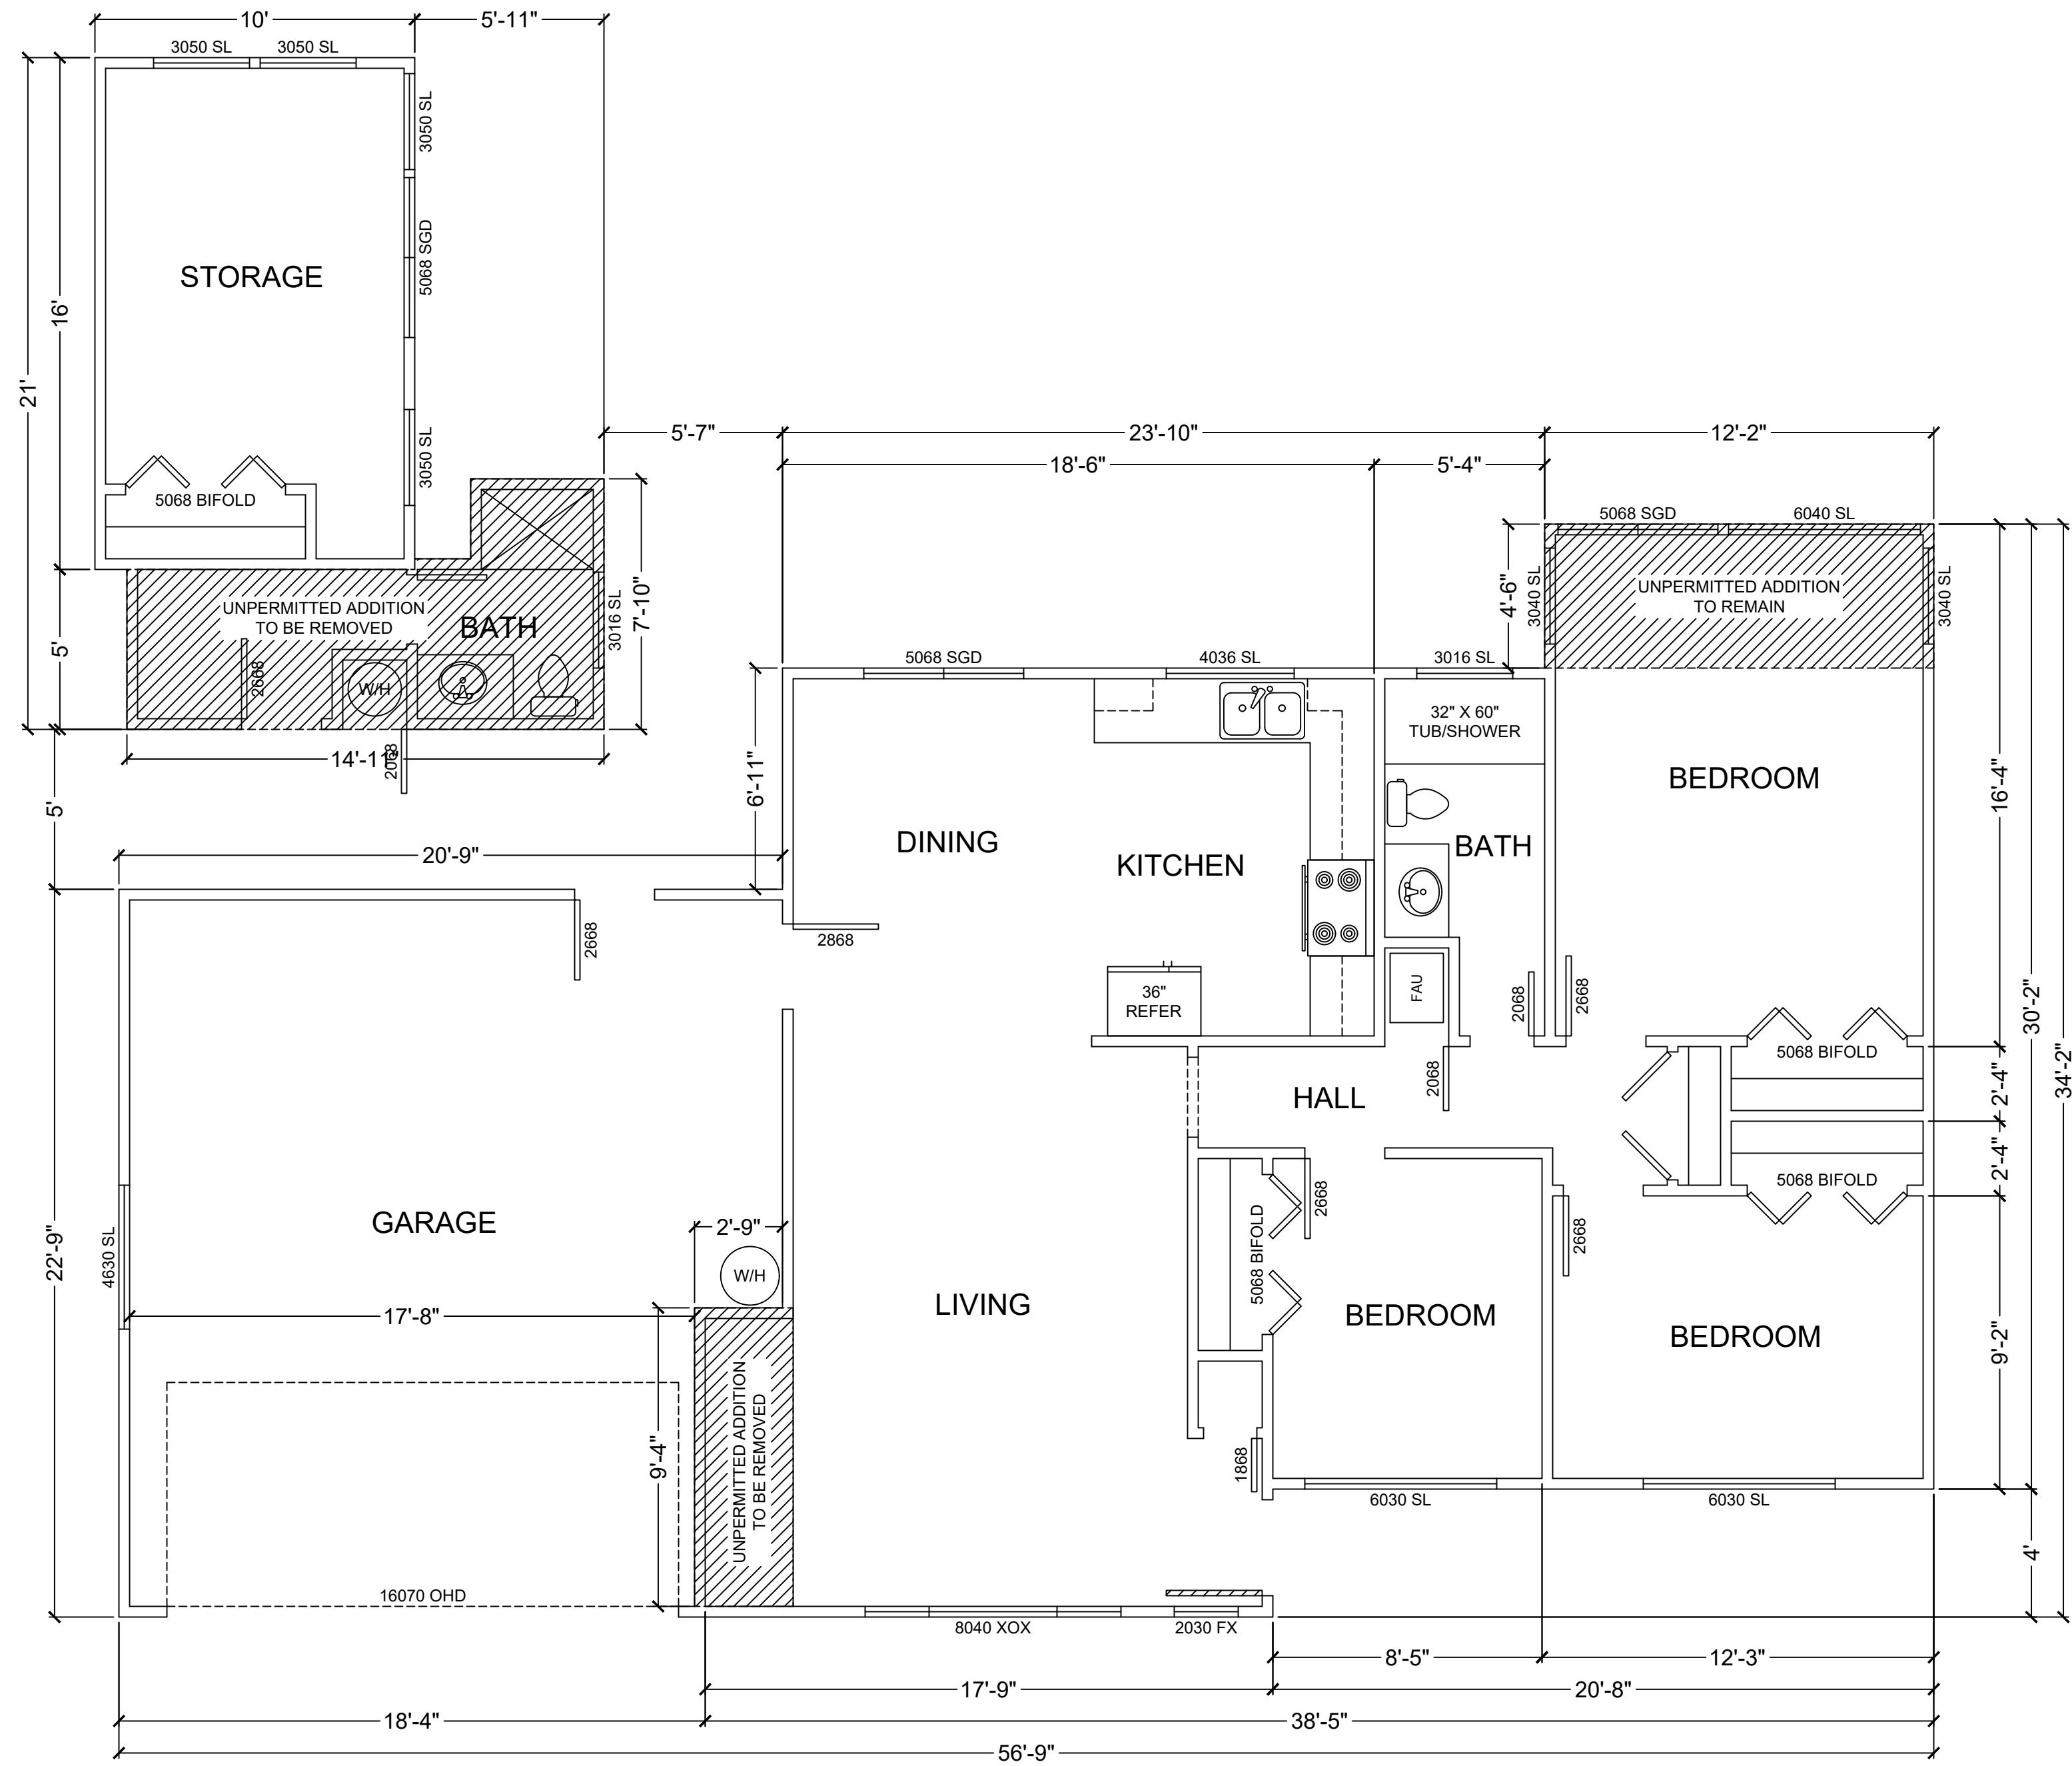 10'
5'-11"
3050 SL
3050 SL
3050 SL
5068 SGD
3050 SL
STORAGE
16'
21'
5068 BIFOLD
5'-7"
23'-10"
12'-2"
18'-6"
5'-4"
5068 SGD
6040 SL
4'-6"
3040 SL
UNPERMITTED ADDITION
TO REMAIN
3040 SL
UNPERMITTED ADDITION
TO BE REMOVED
BATH
3016 SL
7'-10"
5'
2668
W/H
14'-11"
2068
5068 SGD
4036 SL
3016 SL
32" X 60"
TUB/SHOWER
6'-11"
5'
20'-9"
DINING
KITCHEN
BATH
BEDROOM
16'-4"
2668
2868
36"
REFER
FAU
2068
2668
30'-2"
34'-2"
5068 BIFOLD
2'-4"
2068
HALL
2'-4"
5068 BIFOLD
2668
5068 BIFOLD
2668
GARAGE
22'-9"
4630 SL
2'-9"
W/H
17'-8"
LIVING
BEDROOM
BEDROOM
9'-2"
UNPERMITTED ADDITION
TO BE REMOVED
9'-4"
1868
6030 SL
6030 SL
4'
16070 OHD
8040 XOX
2030 FX
8'-5"
12'-3"
17'-9"
20'-8"
18'-4"
38'-5"
56'-9"